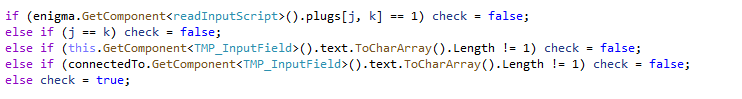 if (enigma.GetComponent<readInputScript>().plugs[j, k] == 1) check = false;
else if (j == k) check = false;
else if (this.GetComponent<TMP_InputField>().text.ToCharArray().Length != 1) check = false;
else if (connectedTo.GetComponent<TMP_InputField>().text.ToCharArray().Length != 1) check = false;
else check = true;